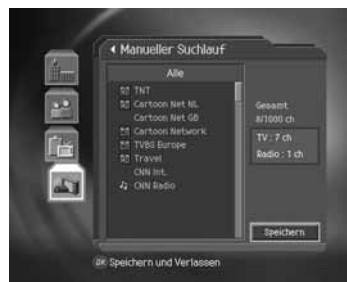 Manueller Suchlauf
Alle
TNT
Cartoon Net NL
Cartoon Net GB
Cartoon Network
TVBS Europe
Travel
CNN Int.
CNN Radio
Gesamt
8/1000 ch
TV : 7 ch
Radio : 1 ch
Speichern
OK Speichern und Verlassen